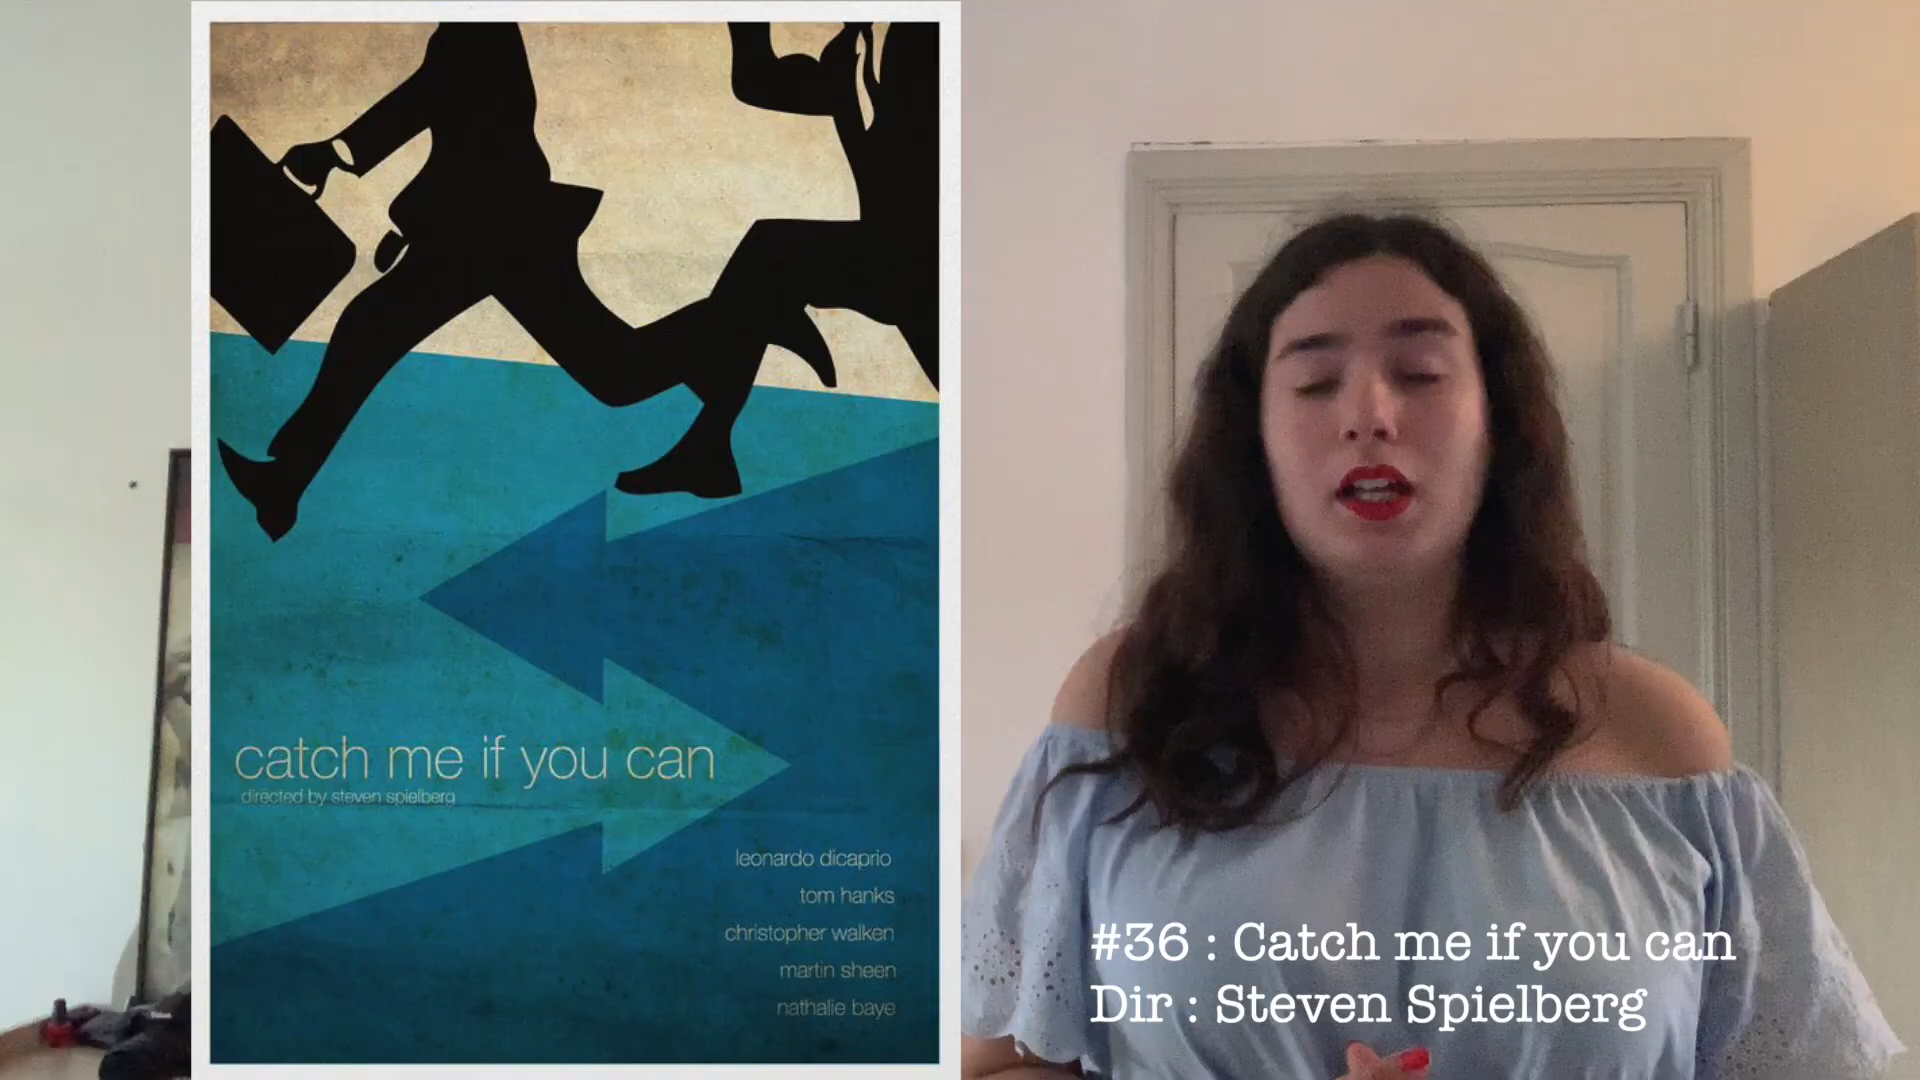 catch me if you can
directed by steven spielberg
leonardo dicaprio
tom hanks
christopher walken
martin sheen
nathalie baye
#36 : Catch me if you can
Dir : Steven Spielberg